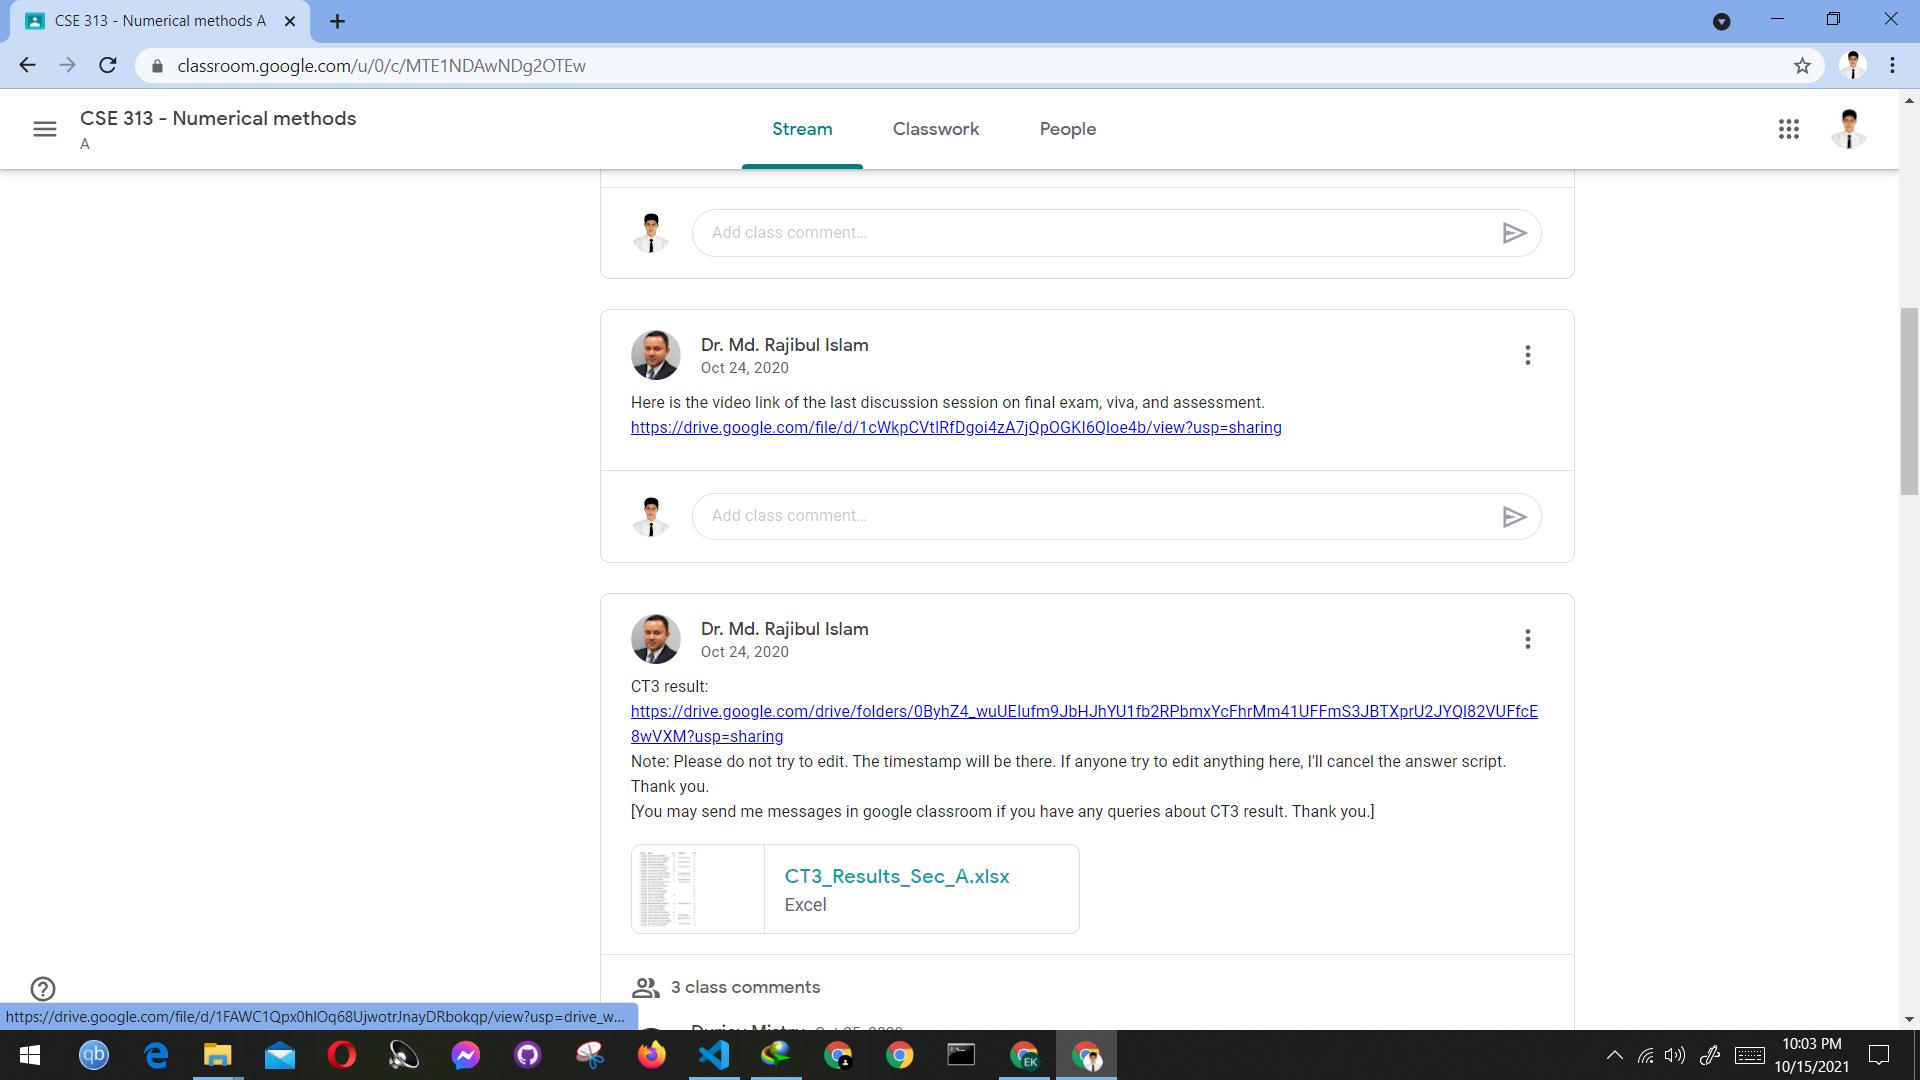 CSE 313 - Numerical methods A
classroom.google.com/u/0/c/MTE1NDAwNDg2OTEw
CSE 313 - Numerical methods
A
Stream
Classwork
People
Add class comment…
Dr. Md. Rajibul Islam
Oct 24, 2020
Here is the video link of the last discussion session on final exam, viva, and assessment.
https://drive.google.com/file/d/1cWkpCVtIRfDgoi4zA7jQpOGKI6QIoe4b/view?usp=sharing
Add class comment…
Dr. Md. Rajibul Islam
Oct 24, 2020
CT3 result:
https://drive.google.com/drive/folders/0ByhZ4_wuUEIufm9JbHJhYU1fb2RPbmxYcFhrMm41UFFmS3JBTXprU2JYQl82VUFfcE
8wVXM?usp=sharing
Note: Please do not try to edit. The timestamp will be there. If anyone try to edit anything here, I'll cancel the answer script.
Thank you.
[You may send me messages in google classroom if you have any queries about CT3 result. Thank you.]
CT3_Results_Sec_A.xlsx
Excel
3 class comments
https://drive.google.com/file/d/1FAWC1Qpx0hlOq68UjwotrJnayDRbokqp/view?usp=drive_w...
qb
EK
10:03 PM
10/15/2021